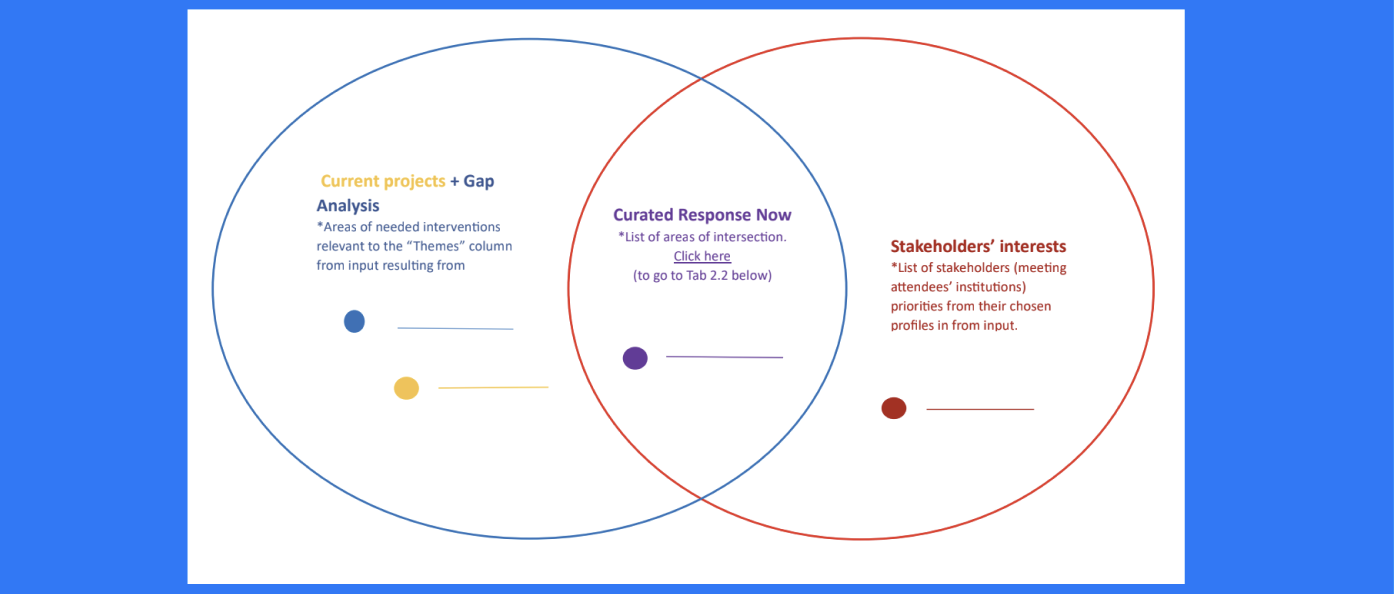 Current projects + Gap
Analysis
*Areas of needed interventions
relevant to the “Themes” column
from input resulting from
Curated Response Now
*List of areas of intersection.
Click here
(to go to Tab 2.2 below)
Stakeholders’ interests
*List of stakeholders (meeting
attendees’ institutions)
priorities from their chosen
profiles in from input.